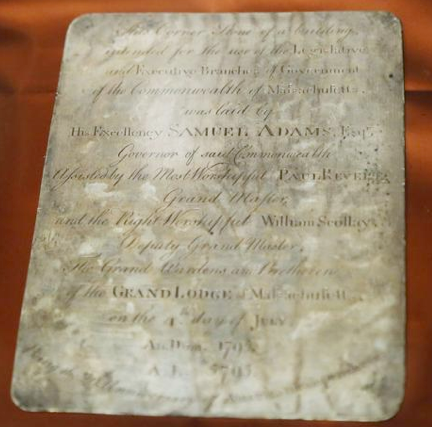 This Corner Stone of a building
intended for the use of the Legislative
and Executive Branches of Government
of the Commonwealth of Massachusetts
was laid by
His Excellency SAMUEL ADAMS, Esqr.
Governor of said Commonwealth
Assisted by the Most Worshipful PAUL REVERE
Grand Master,
and the Right Worshipful William Scollay
Deputy Grand Master,
The Grand Wardens and Brethren
of the GRAND LODGE of Massachusetts
on the 4th day of JULY
An. Dom. 1795
A. L. 5795